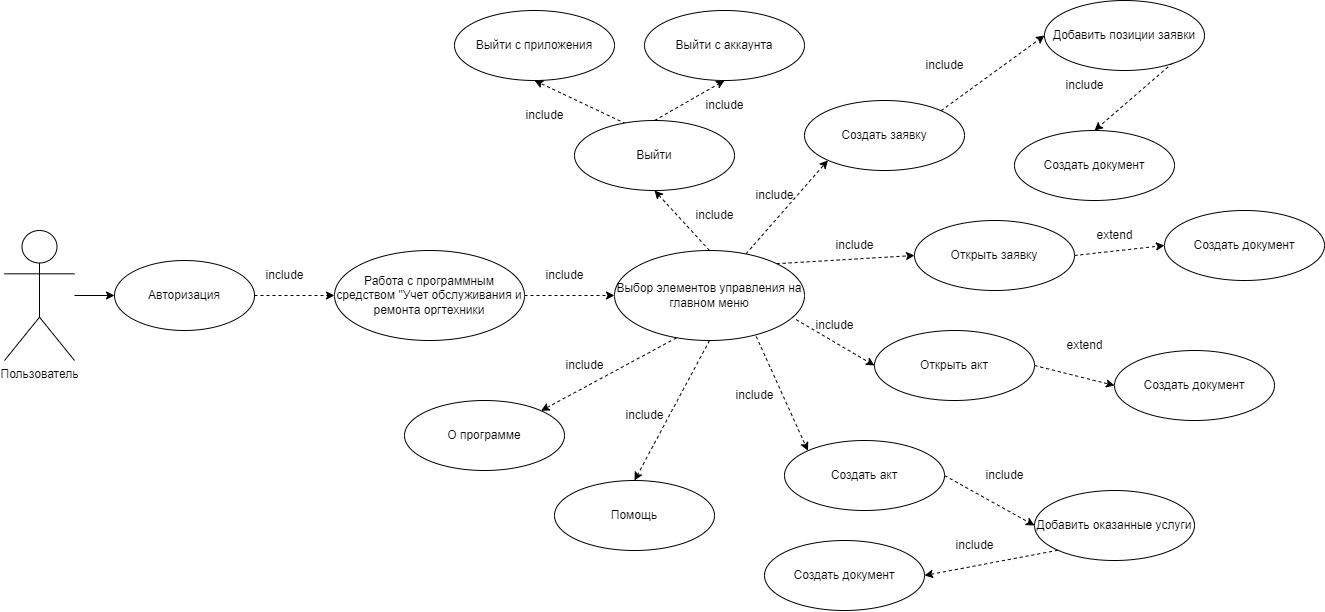 Добавить позиции заявки
Выйти с приложения
Выйти с аккаунта
include
include
include
include
Создать заявку
Выйти
Создать документ
include
include
include
extend
Открыть заявку
Создать документ
include
include
Авторизация
Работа с программным
средством "Учет обслуживания и
ремонта оргтехники
Выбор элементов управления на
главном меню
include
extend
Пользователь
include
Открыть акт
Создать документ
include
include
О программе
Создать акт
include
Помощь
Добавить оказанные услуги
include
Создать документ